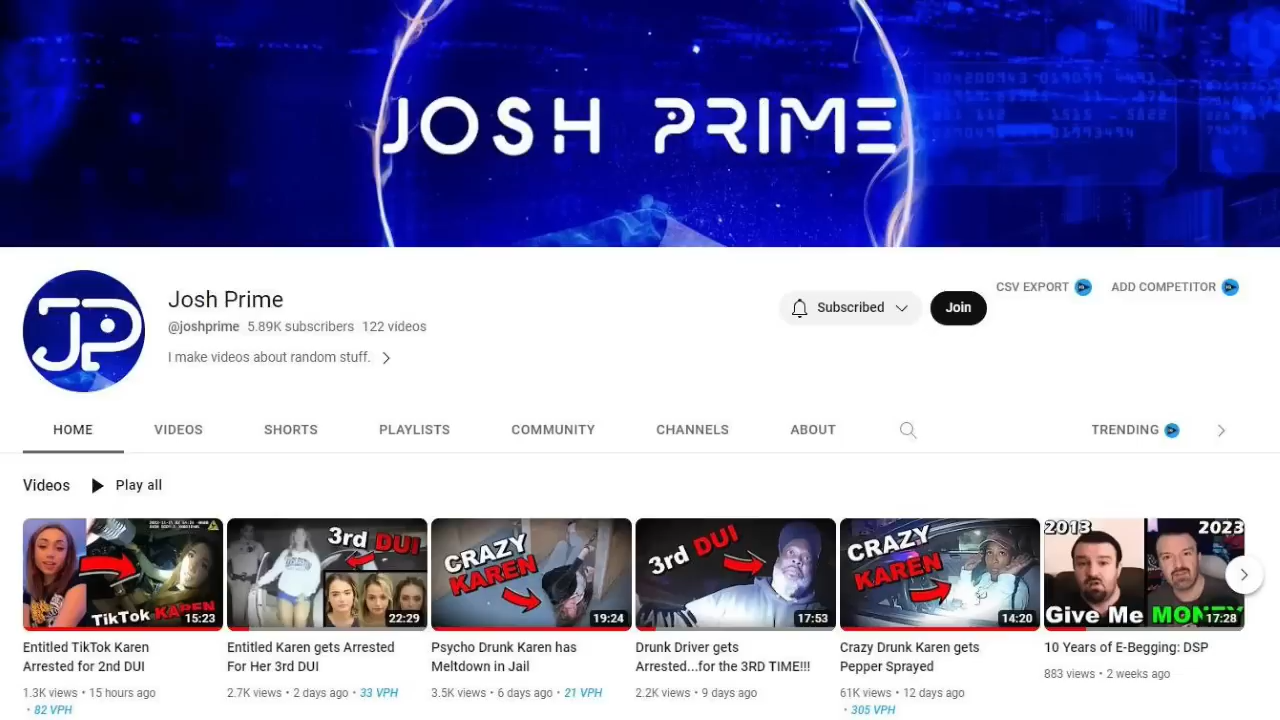 JOSH PRIME
JP
Josh Prime
@joshprime 5.89K subscribers 122 videos
I make videos about random stuff.
Subscribed
Join
CSV EXPORT
ADD COMPETITOR
HOME VIDEOS SHORTS PLAYLISTS COMMUNITY CHANNELS ABOUT TRENDING
Videos Play all
TikTok KAREN
15:23
3rd DUI
22:29
CRAZY
KAREN
19:24
3rd DUI
17:53
CRAZY
KAREN
14:20
2013 2023
Give Me MONEY
17:28
Entitled TikTok Karen
Arrested for 2nd DUI
1.3K views • 15 hours ago
• 82 VPH
Entitled Karen gets Arrested
For Her 3rd DUI
2.7K views • 2 days ago • 33 VPH
Psycho Drunk Karen has
Meltdown in Jail
3.5K views • 6 days ago • 21 VPH
Drunk Driver gets
Arrested...for the 3RD TIME!!!
2.2K views • 9 days ago
Crazy Drunk Karen gets
Pepper Sprayed
61K views • 12 days ago
• 305 VPH
10 Years of E-Begging: DSP
883 views • 2 weeks ago